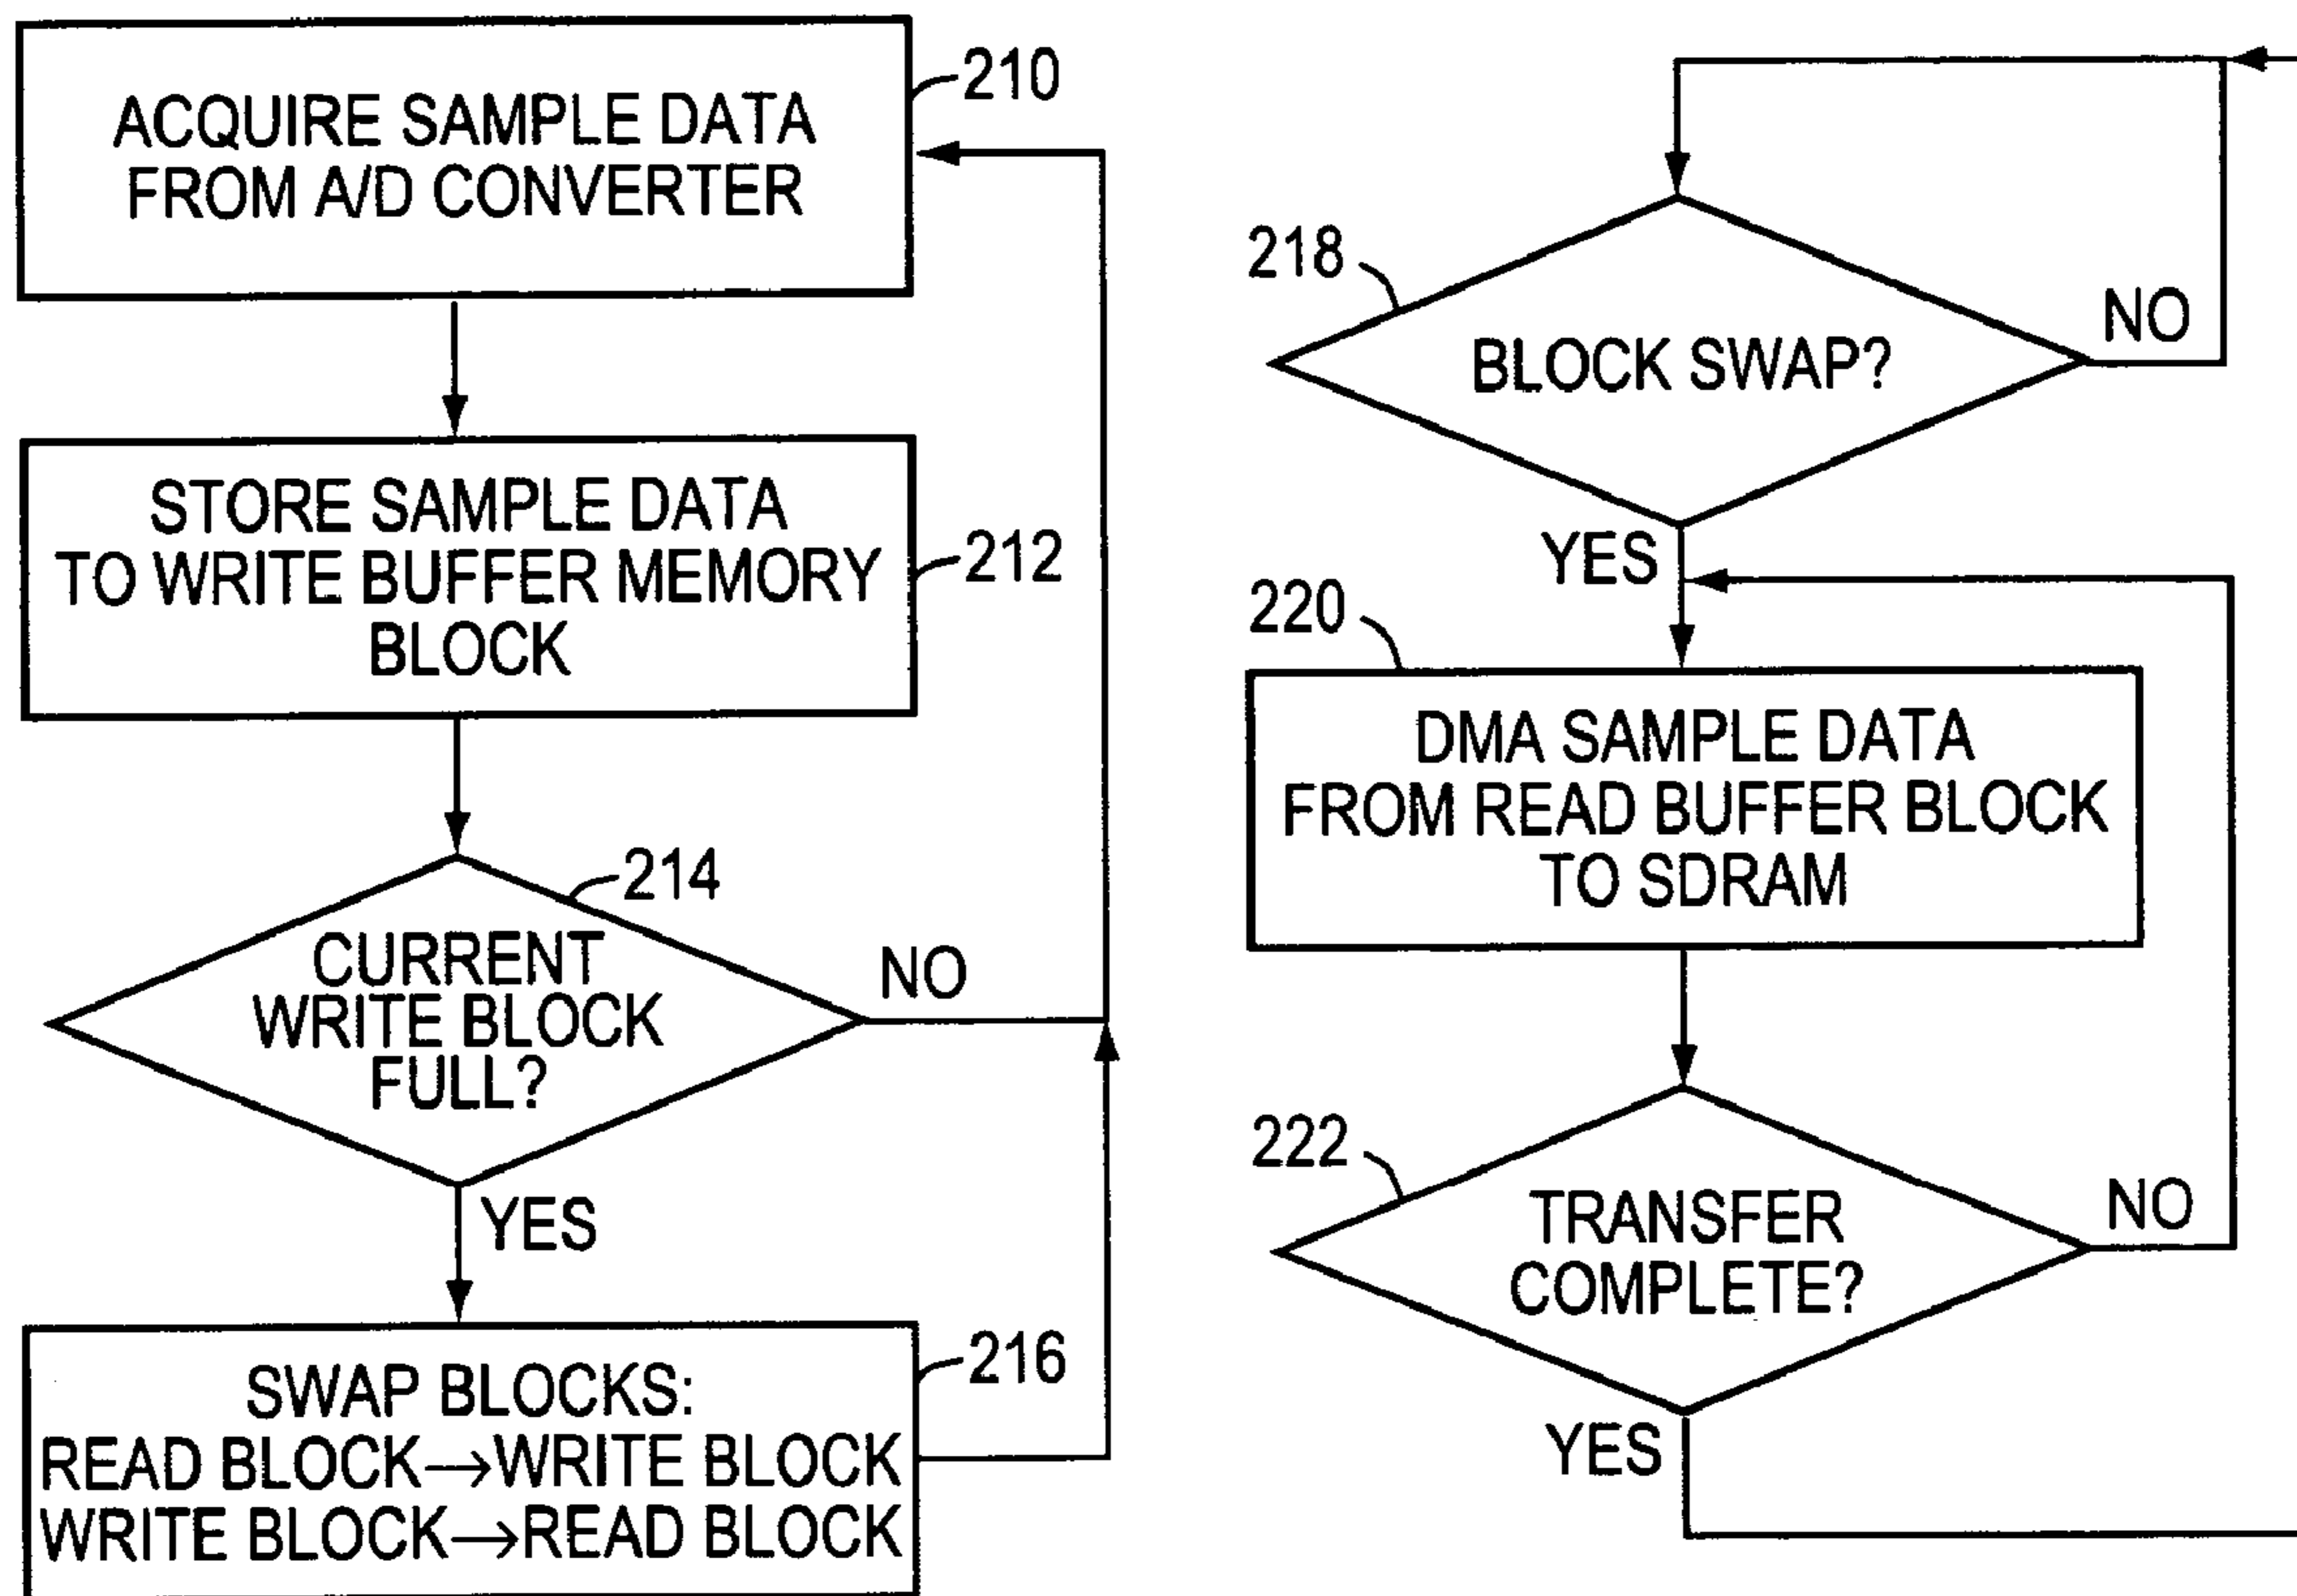 210
ACQUIRE SAMPLE DATA
FROM A/D CONVERTER
STORE SAMPLE DATA
TO WRITE BUFFER MEMORY
BLOCK
212
214
CURRENT
WRITE BLOCK
FULL?
NO
YES
216
SWAP BLOCKS:
READ BLOCK→WRITE BLOCK
WRITE BLOCK→READ BLOCK
218
BLOCK SWAP?
NO
YES
220
DMA SAMPLE DATA
FROM READ BUFFER BLOCK
TO SDRAM
222
TRANSFER
COMPLETE?
NO
YES